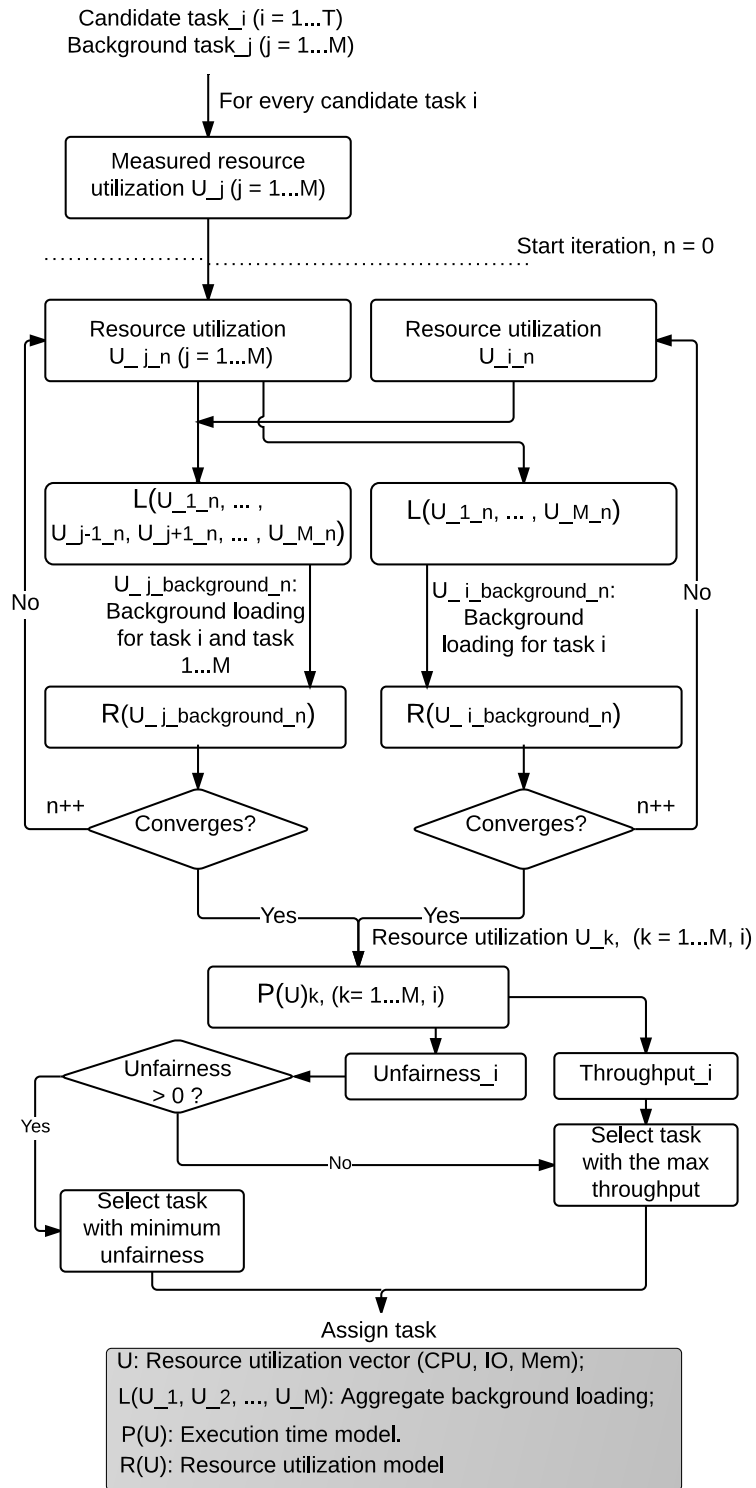 Candidate task_i (i = 1...T)
Background task_j (j = 1...M)
For every candidate task i
Measured resource
utilization U_j (j = 1...M)
Start iteration, n = 0
Resource utilization
U_ j_n (j = 1...M)
Resource utilization
U_i_n
L(U_1_n, ... ,
U_j-1_n, U_j+1_n, ... , U_M_n)
L(U_1_n, ... , U_M_n)
No
U_ j_background_n:
Background loading
for task i and task
1...M
U_ i_background_n:
Background
loading for task i
No
R(U_ j_background_n)
R(U_ i_background_n)
n++
Converges?
Converges?
n++
Yes
Yes
Resource utilization U_k, (k = 1...M, i)
P(U)k, (k= 1...M, i)
Unfairness
> 0 ?
Unfairness_i
Throughput_i
Yes
No
Select task
with the max
throughput
Select task
with minimum
unfairness
Assign task
U: Resource utilization vector (CPU, IO, Mem);
L(U_1, U_2, ..., U_M): Aggregate background loading;
P(U): Execution time model.
R(U): Resource utilization model